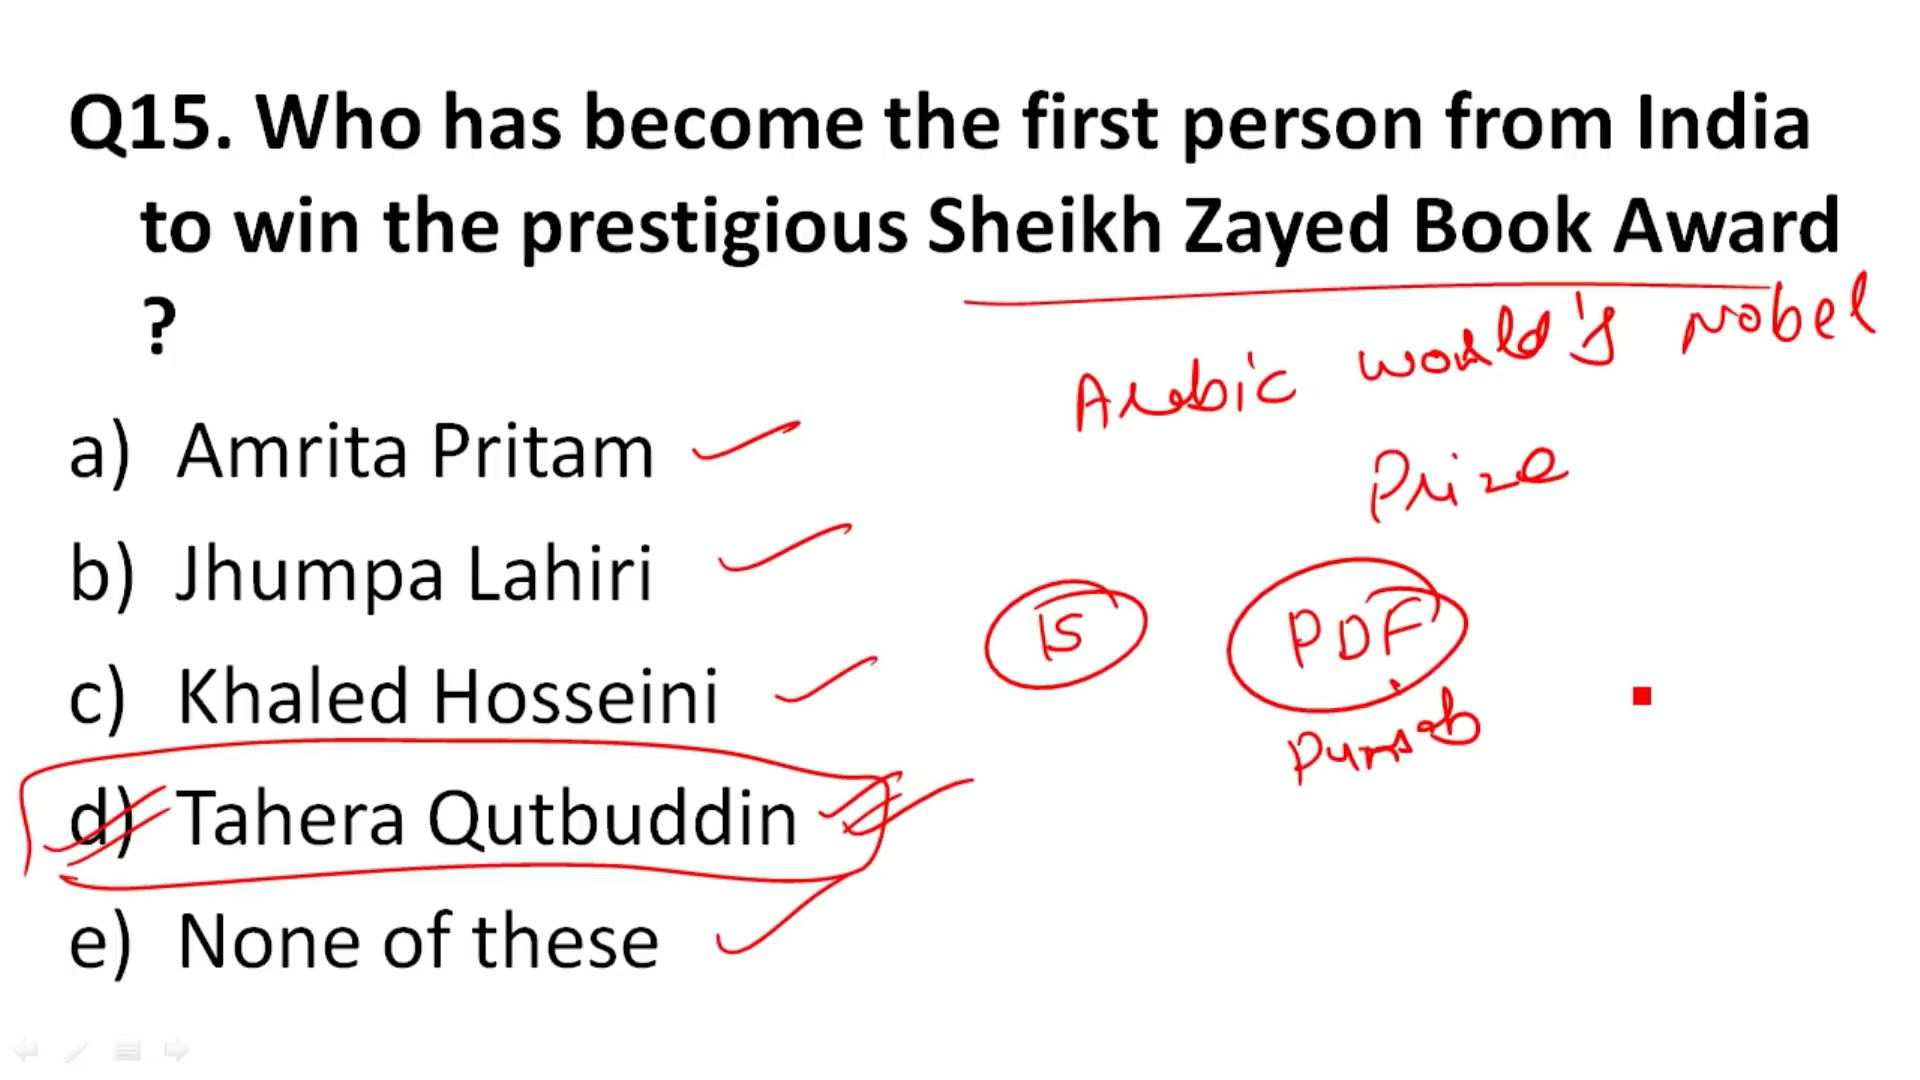 Q15. Who has become the first person from India
to win the prestigious Sheikh Zayed Book Award
?
Arabic world's Nobel
Prize
a) Amrita Pritam
b) Jhumpa Lahiri
c) Khaled Hosseini
d) Tahera Qutbuddin
e) None of these
15
PDF
Punjab